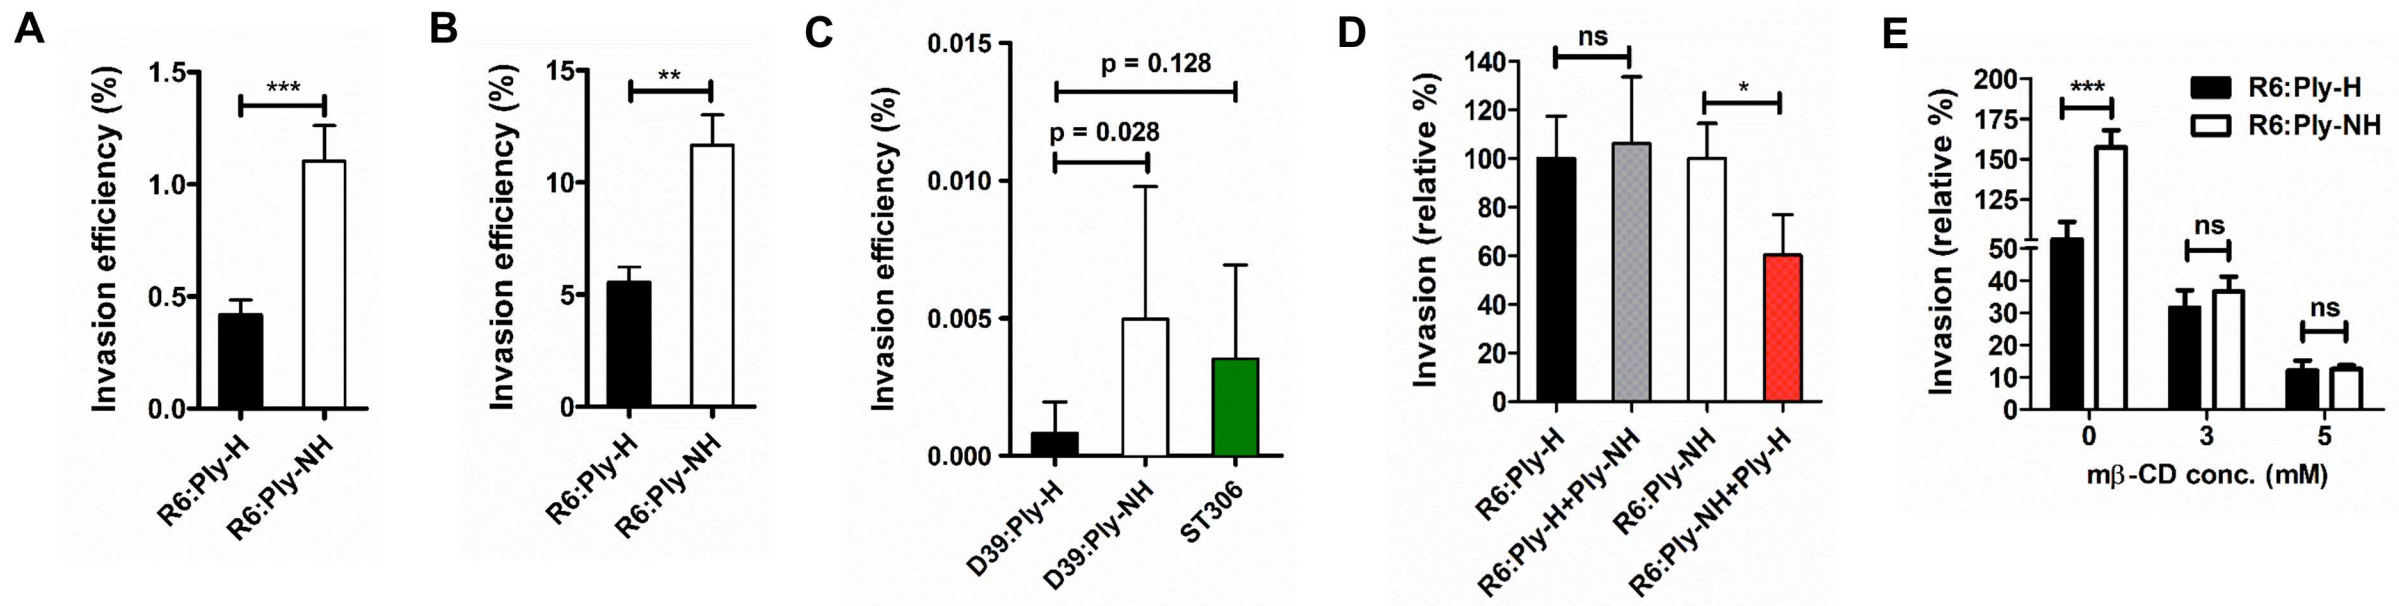 A
Invasion efficiency (%)
1.5
1.0
0.5
0.0
***
R6:Ply-H
R6:Ply-NH
B
Invasion efficiency (%)
15
10
5
0
**
R6:Ply-H
R6:Ply-NH
C
Invasion efficiency (%)
0.015
0.010
0.005
0.000
p = 0.128
p = 0.028
D39:Ply-H
D39:Ply-NH
ST306
D
Invasion (relative %)
140
120
100
80
60
40
20
0
ns
*
R6:Ply-H
R6:Ply-H+Ply-NH
R6:Ply-NH
R6:Ply-NH+Ply-H
E
Invasion (relative %)
200
175
150
125
50
40
30
20
10
0
***
ns
ns
R6:Ply-H
R6:Ply-NH
0
3
5
mβ-CD conc. (mM)